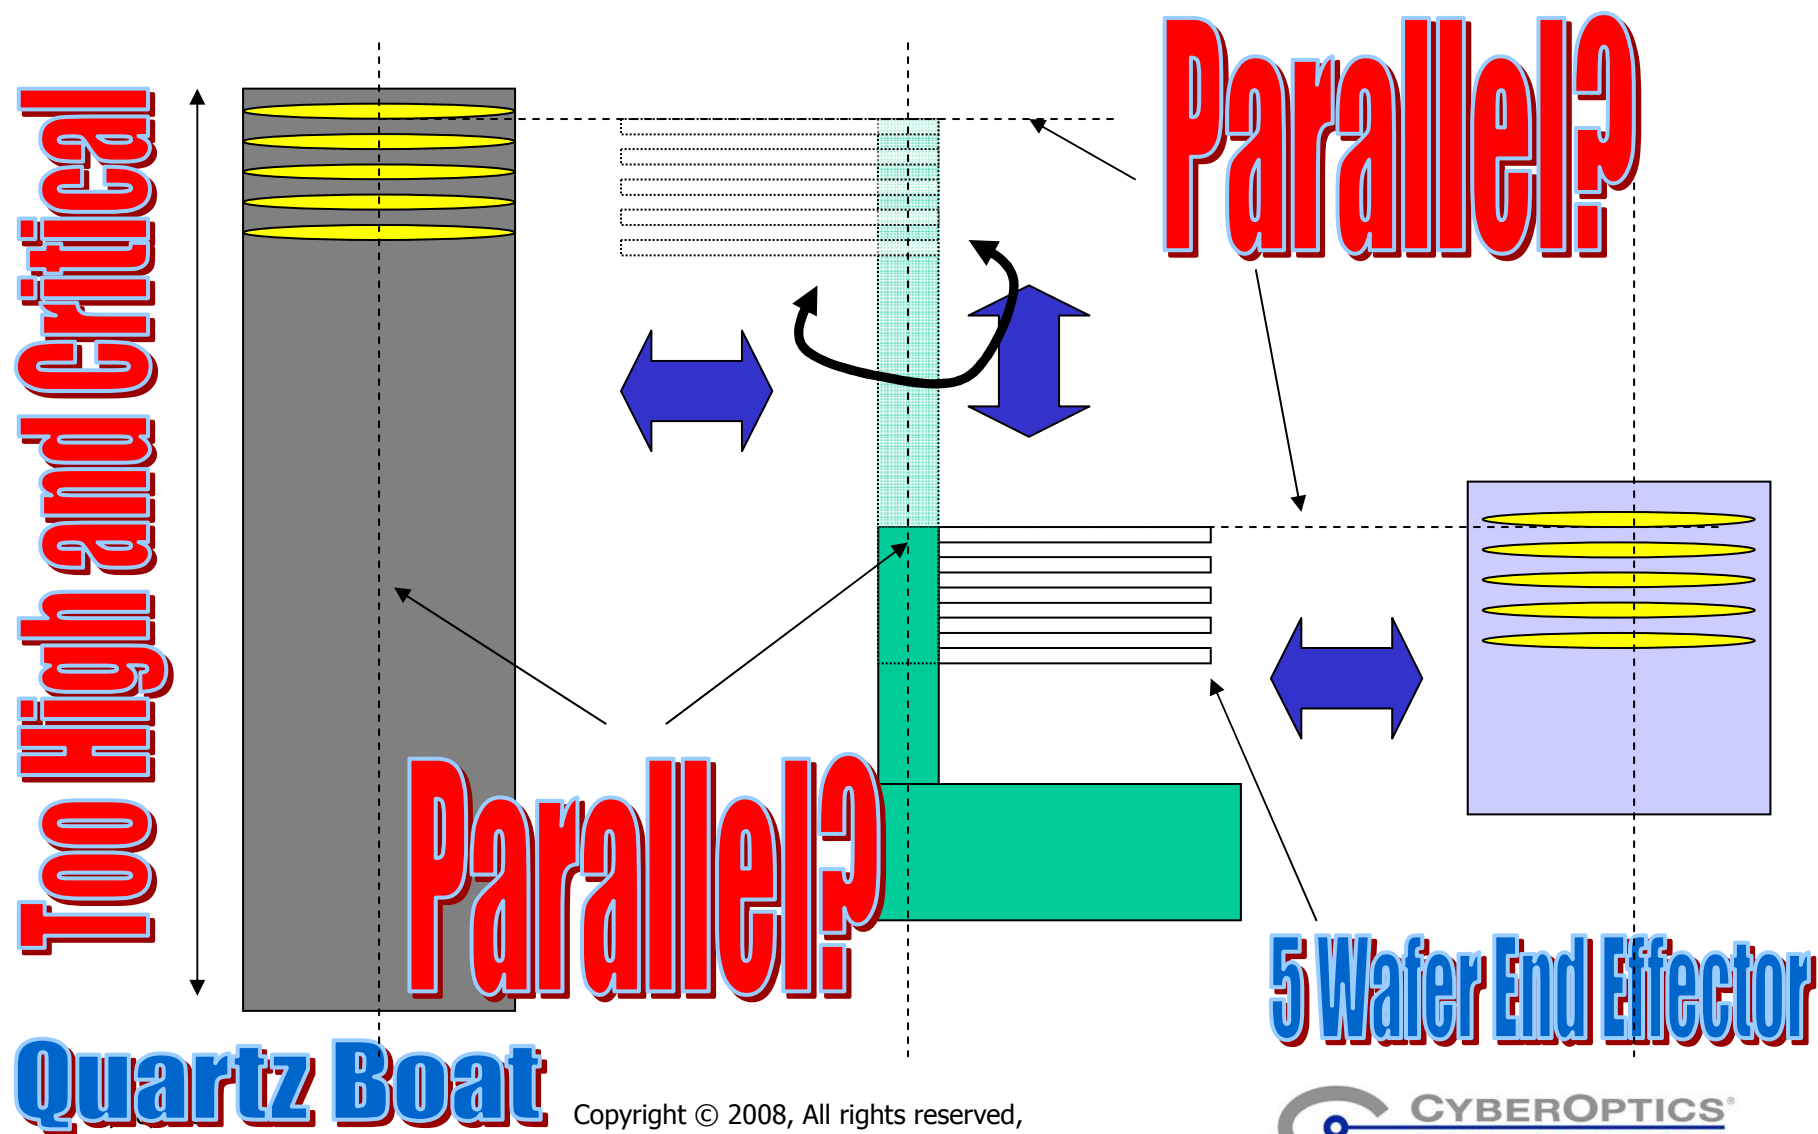 Parallel?
Too High and Critical
Parallel?
5 Wafer End Effector
Quartz Boat
Copyright © 2008, All rights reserved,
CYBEROPTICS®